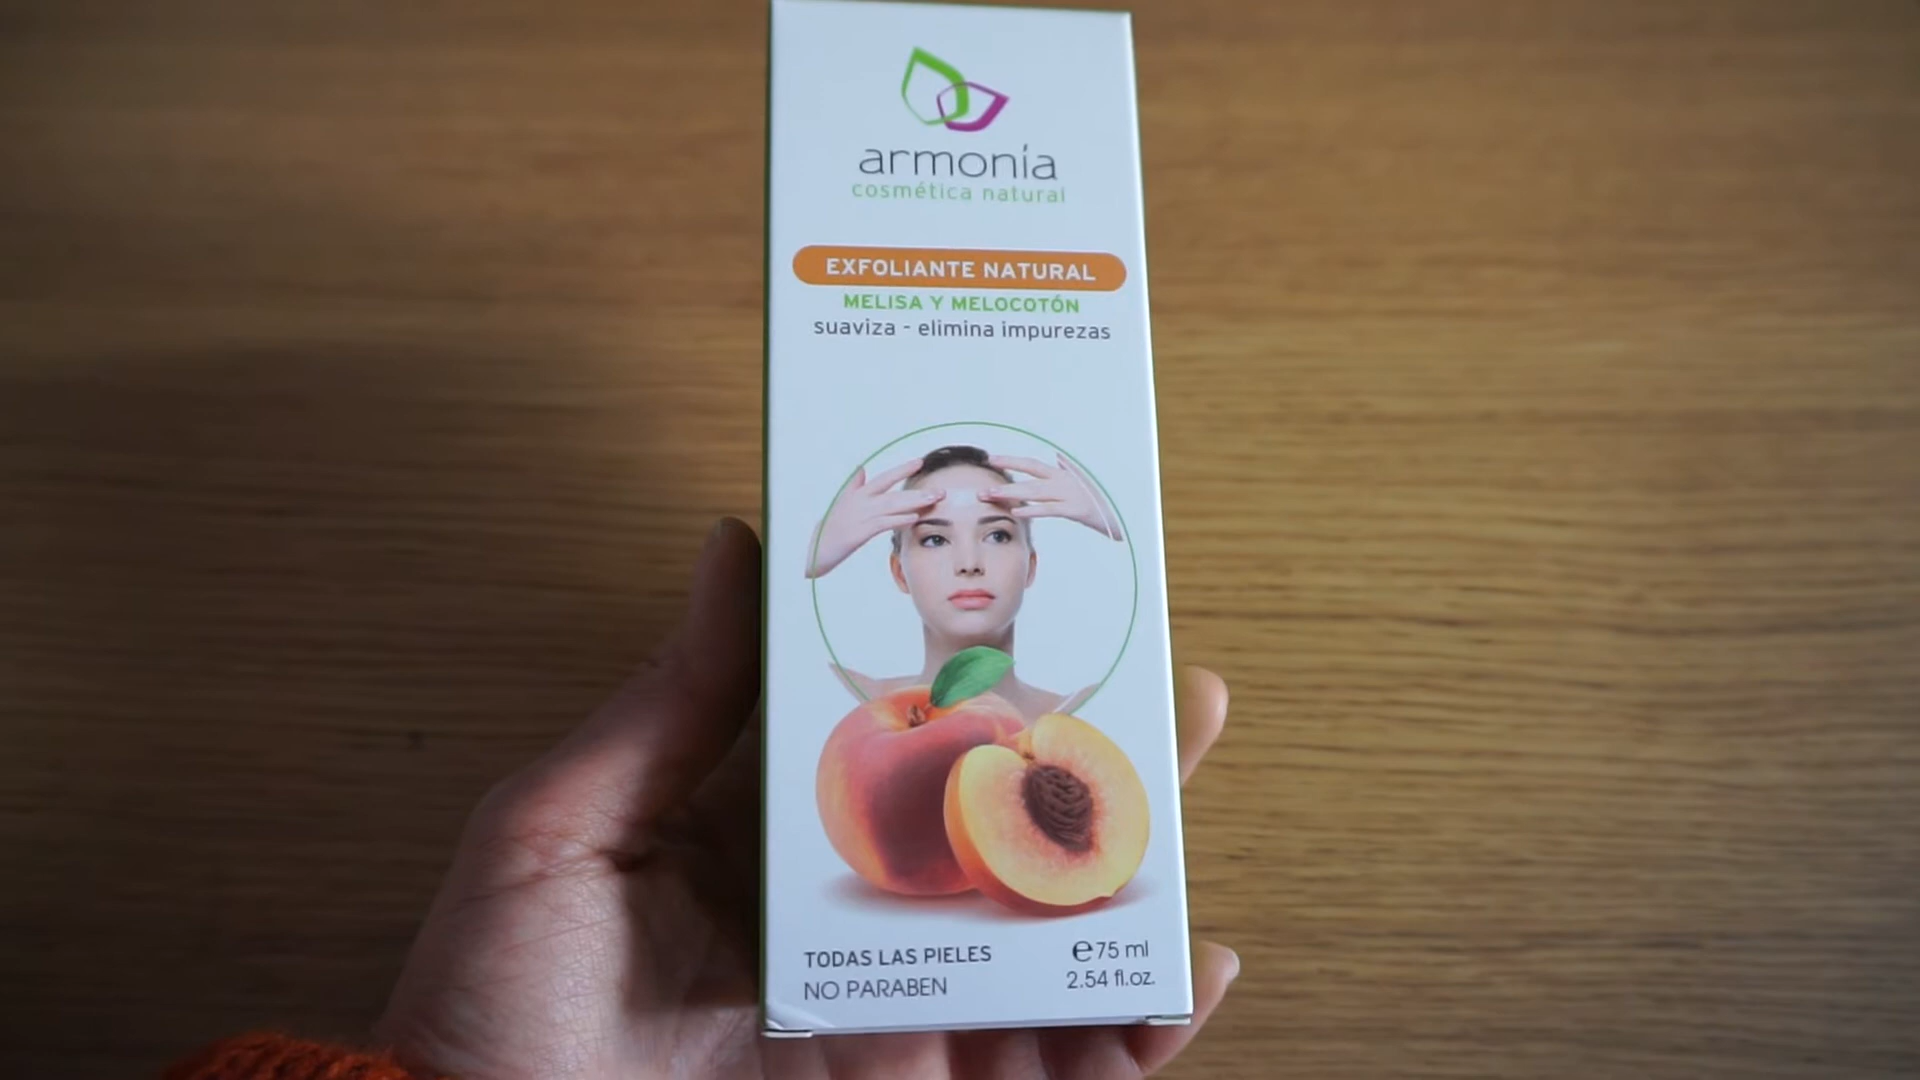 armonía
cosmética natural
EXFOLIANTE NATURAL
MELISA Y MELOCOTÓN
suaviza - elimina impurezas
TODAS LAS PIELES
NO PARABEN
℮75 ml
2.54 fl.oz.